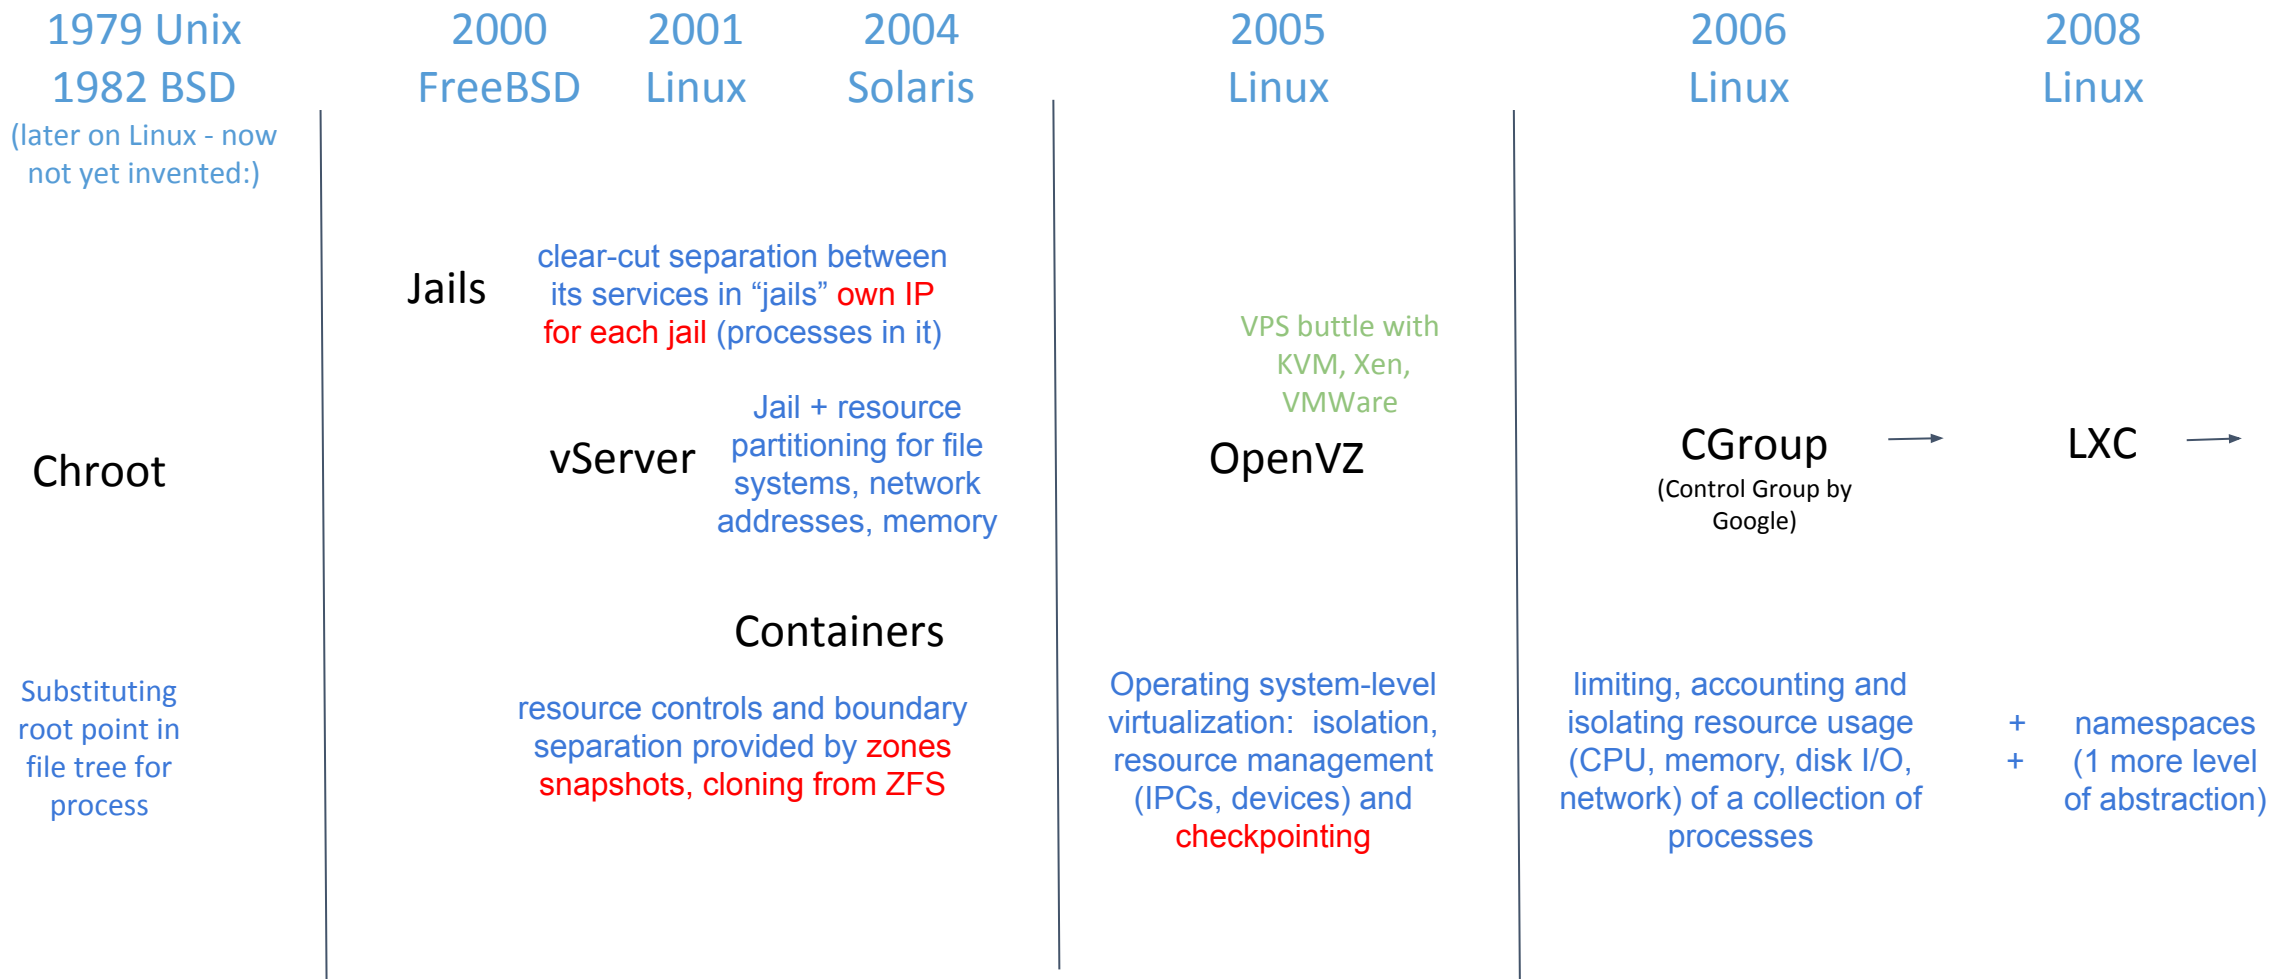 1979 Unix
1982 BSD
(later on Linux - now
not yet invented:)
Chroot
Substituting
root point in
file tree for
process
2000
FreeBSD
2001
Linux
2004
Solaris
Jails
clear-cut separation between
its services in “jails” own IP
for each jail (processes in it)
vServer
Jail + resource
partitioning for file
systems, network
addresses, memory
Containers
resource controls and boundary
separation provided by zones
snapshots, cloning from ZFS
2005
Linux
VPS buttle with
KVM, Xen,
VMWare
OpenVZ
Operating system-level
virtualization: isolation,
resource management
(IPCs, devices) and
checkpointing
2006
Linux
CGroup
(Control Group by
Google)
limiting, accounting and
isolating resource usage
(CPU, memory, disk I/O,
network) of a collection of
processes
2008
Linux
LXC
+ namespaces
+ (1 more level
of abstraction)